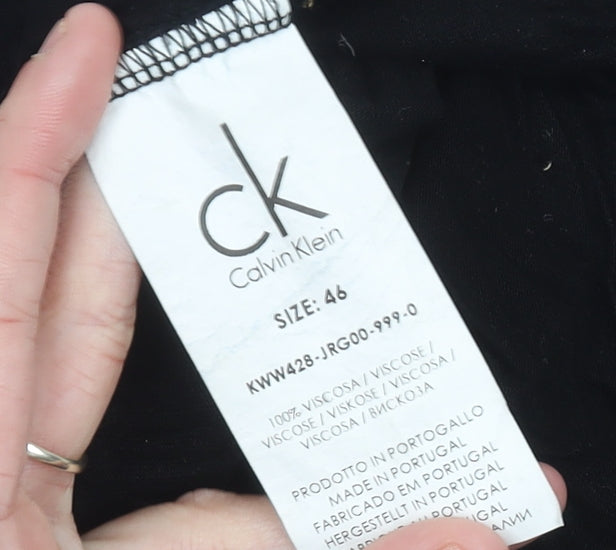 ck
Calvin Klein
SIZE: 46
KWW428-JRG00-999-0
100% VISCOSA / VISCOSE /
VISCOSE / VISKOSE / VISCOSA /
VISCOSA / ВИСКОЗА
PRODOTTO IN PORTOGALLO
MADE IN PORTUGAL
FABRICADO EM PORTUGAL
HERGESTELLT IN PORTUGAL
PORTUGAL